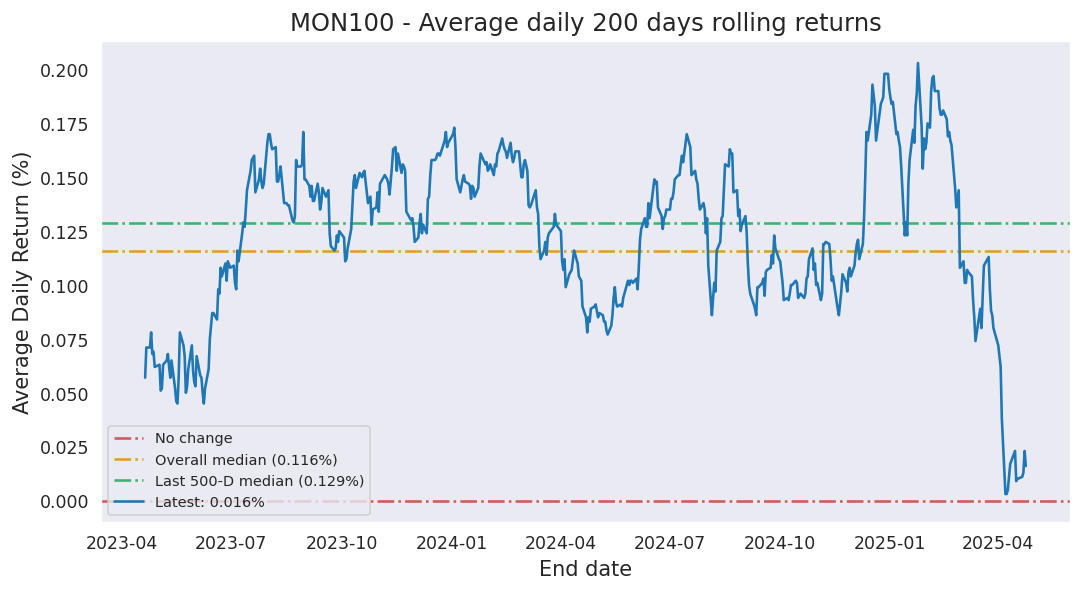 MON100 - Average daily 200 days rolling returns
Average Daily Return (%)
0.200
0.175
0.150
0.125
0.100
0.075
0.050
0.025
0.000
No change
Overall median (0.116%)
Last 500-D median (0.129%)
Latest: 0.016%
2023-04 2023-07 2023-10 2024-01 2024-04 2024-07 2024-10 2025-01 2025-04
End date